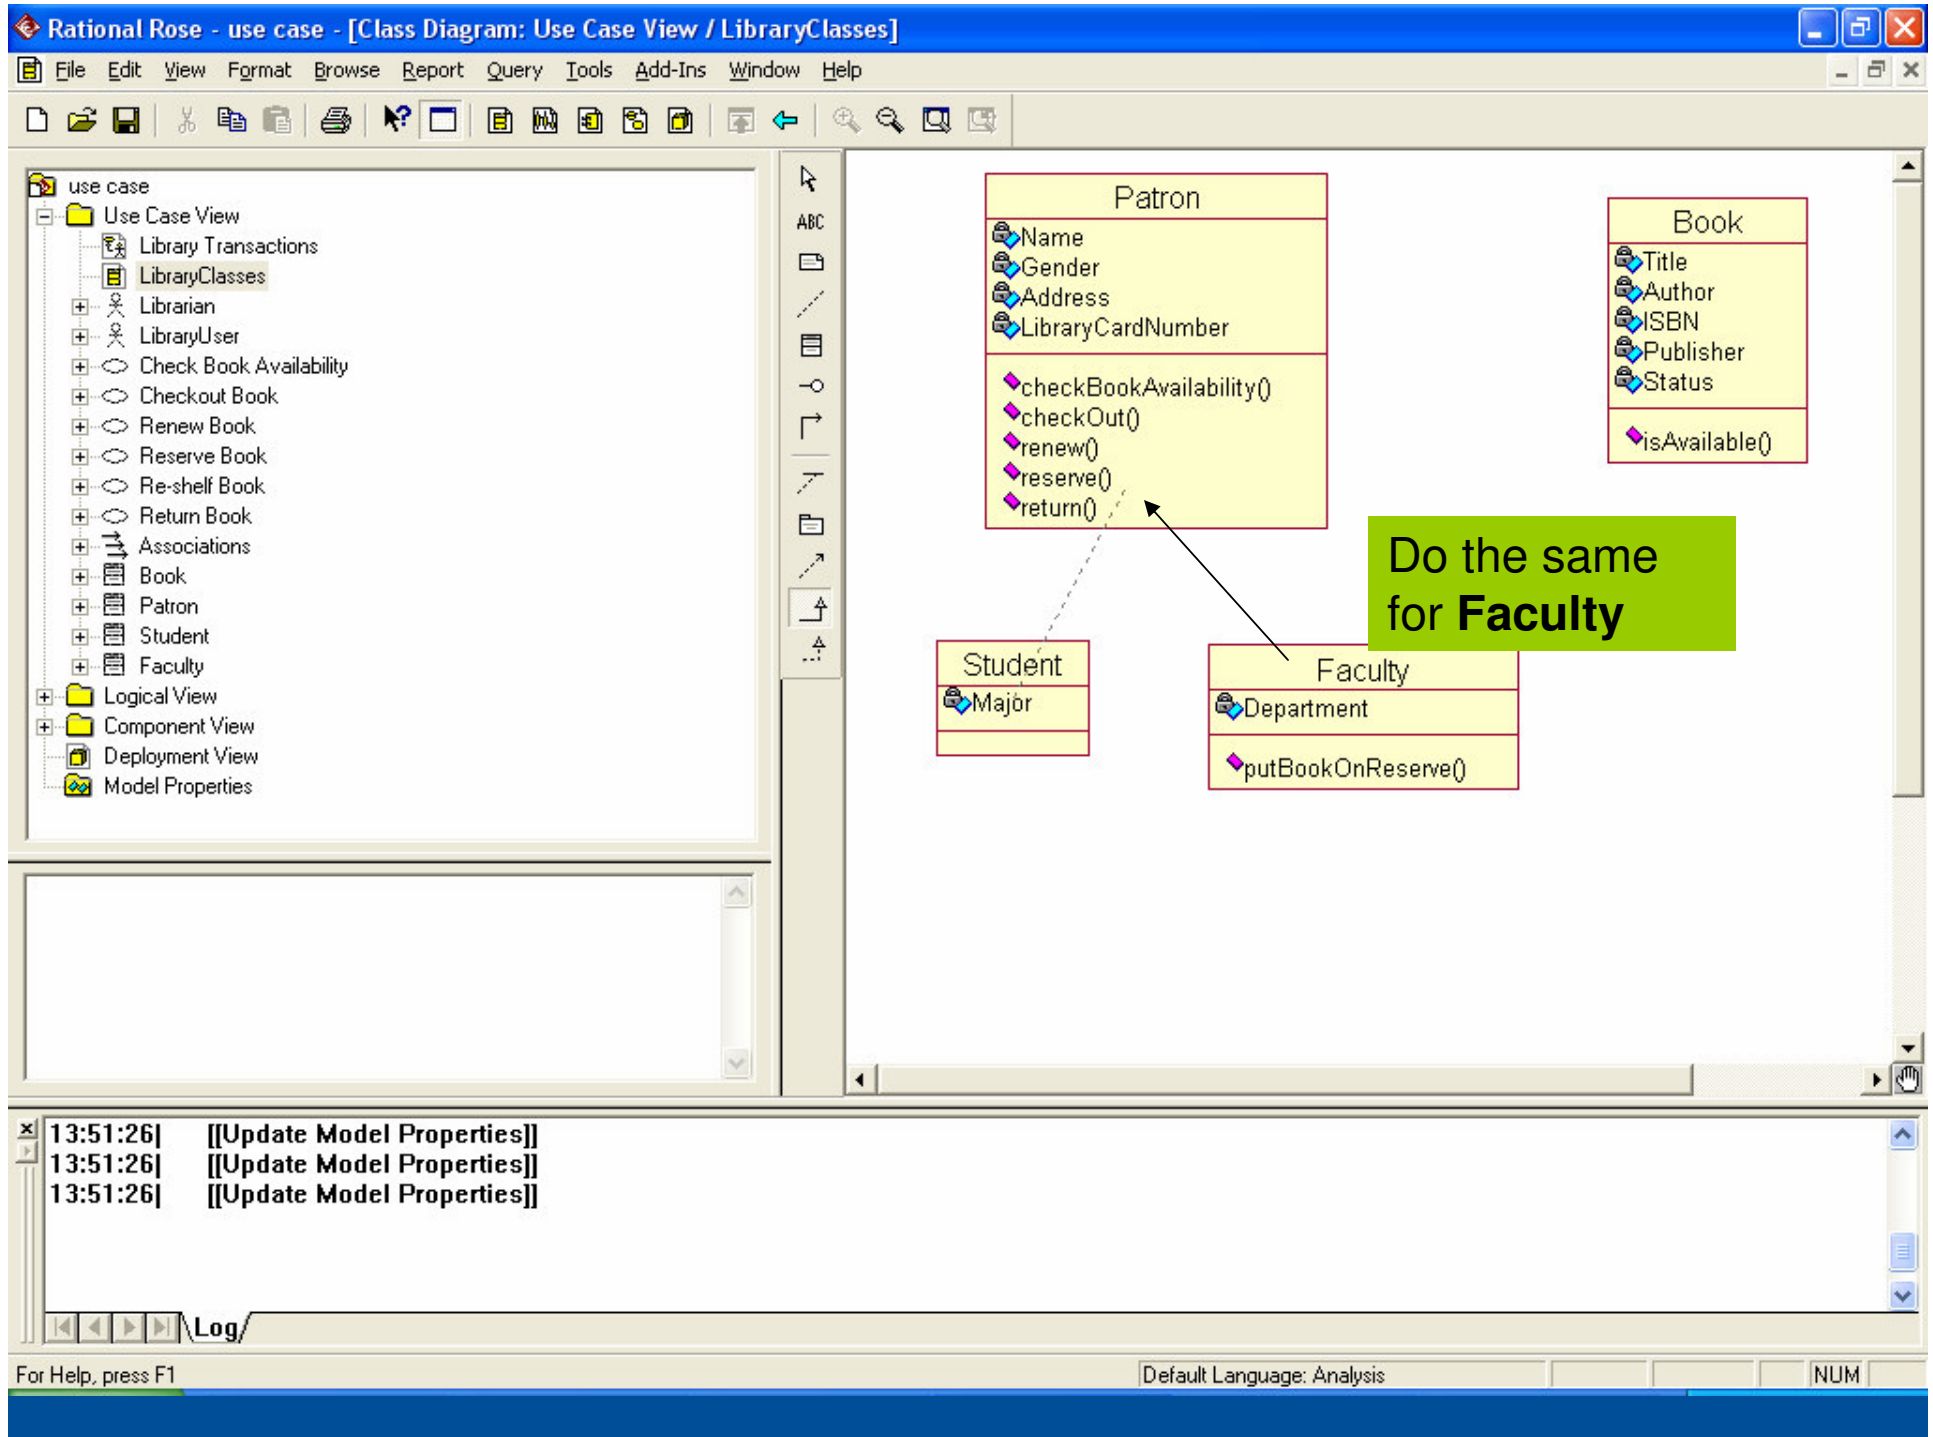 Rational Rose - use case - [Class Diagram: Use Case View / LibraryClasses]
File Edit View Format Browse Report Query Tools Add-Ins Window Help
use case
Use Case View
Library Transactions
LibraryClasses
Librarian
LibraryUser
Check Book Availability
Checkout Book
Renew Book
Reserve Book
Re-shelf Book
Return Book
Associations
Book
Patron
Student
Faculty
Logical View
Component View
Deployment View
Model Properties
ABC
Patron
Name
Gender
Address
LibraryCardNumber
checkBookAvailability()
checkOut()
renew()
reserve()
return()
Book
Title
Author
ISBN
Publisher
Status
isAvailable()
Do the same
for Faculty
Student
Major
Faculty
Department
putBookOnReserve()
13:51:26| [[Update Model Properties]]
13:51:26| [[Update Model Properties]]
13:51:26| [[Update Model Properties]]
Log
For Help, press F1
Default Language: Analysis
NUM